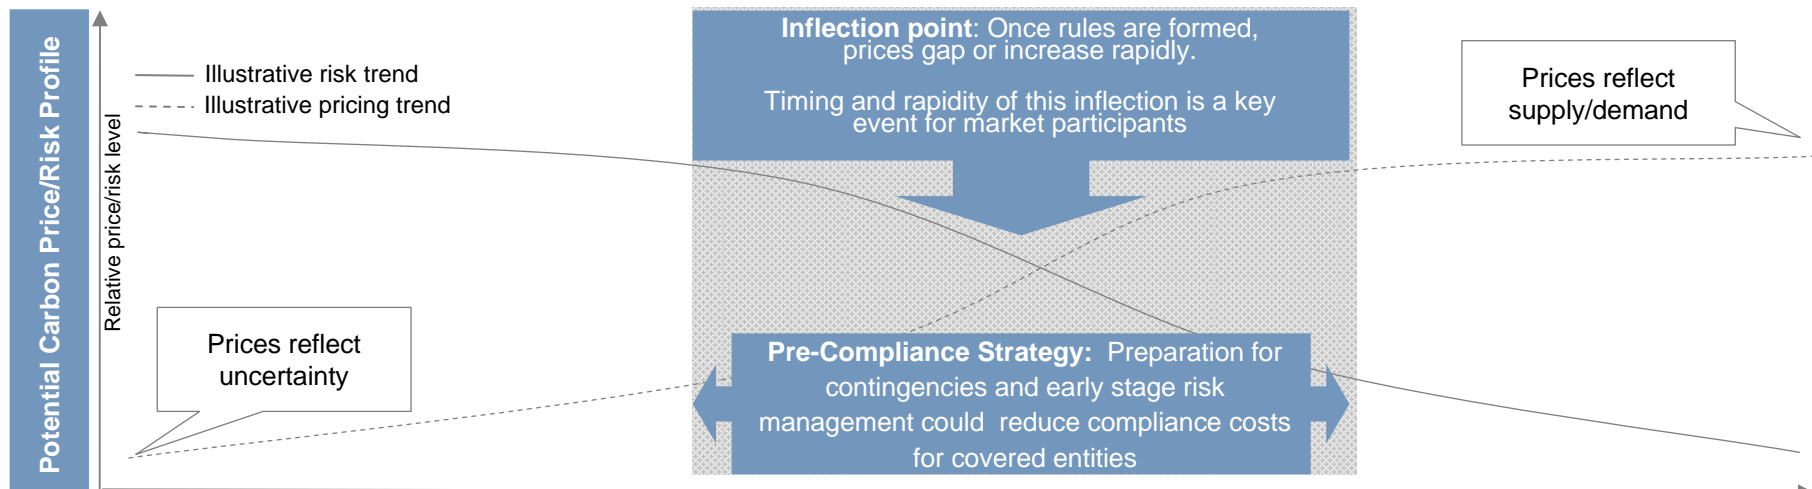 Potential Carbon Price/Risk Profile
Relative price/risk level
Illustrative risk trend
Illustrative pricing trend
Inflection point: Once rules are formed,
prices gap or increase rapidly.
Timing and rapidity of this inflection is a key
event for market participants
Prices reflect
supply/demand
Prices reflect
uncertainty
Pre-Compliance Strategy: Preparation for
contingencies and early stage risk
management could reduce compliance costs
for covered entities